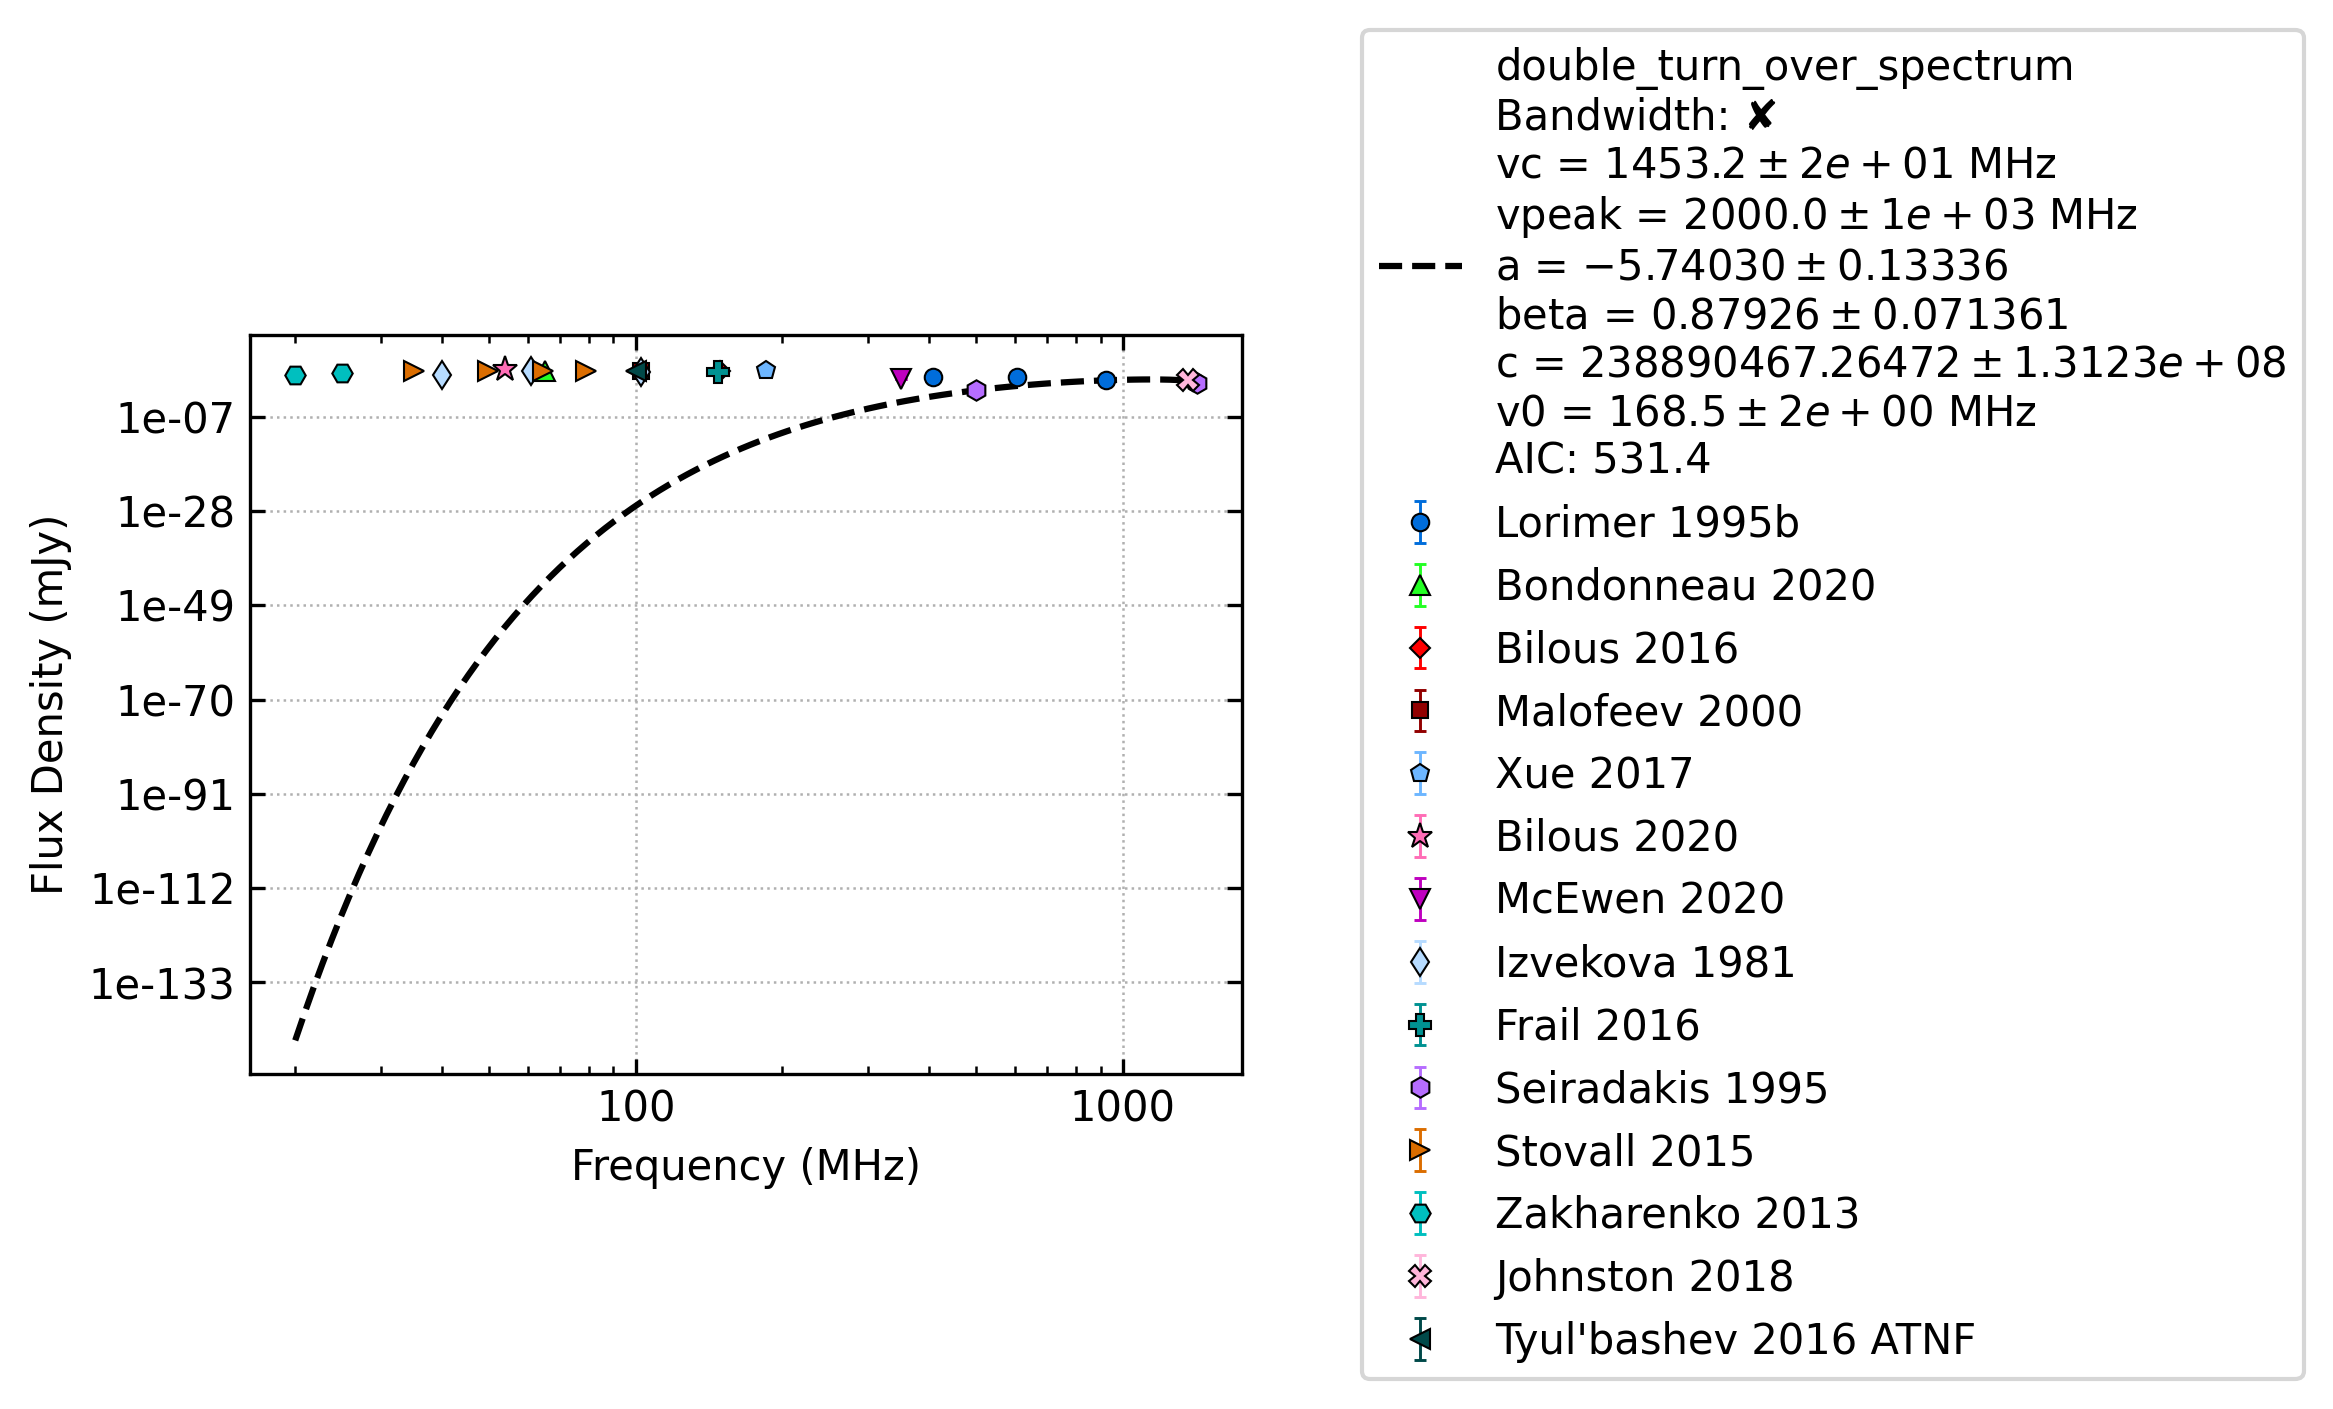 double_turn_over_spectrum
Bandwidth: ✘
vc = 1453.2 ± 2e + 01 MHz
vpeak = 2000.0 ± 1e + 03 MHz
a = −5.74030 ± 0.13336
beta = 0.87926 ± 0.071361
c = 238890467.26472 ± 1.3123e + 08
v0 = 168.5 ± 2e + 00 MHz
AIC: 531.4
Lorimer 1995b
Bondonneau 2020
Bilous 2016
Malofeev 2000
Xue 2017
Bilous 2020
McEwen 2020
Izvekova 1981
Frail 2016
Seiradakis 1995
Stovall 2015
Zakharenko 2013
Johnston 2018
Tyul'bashev 2016 ATNF
Flux Density (mJy)
1e-07
1e-28
1e-49
1e-70
1e-91
1e-112
1e-133
100
1000
Frequency (MHz)